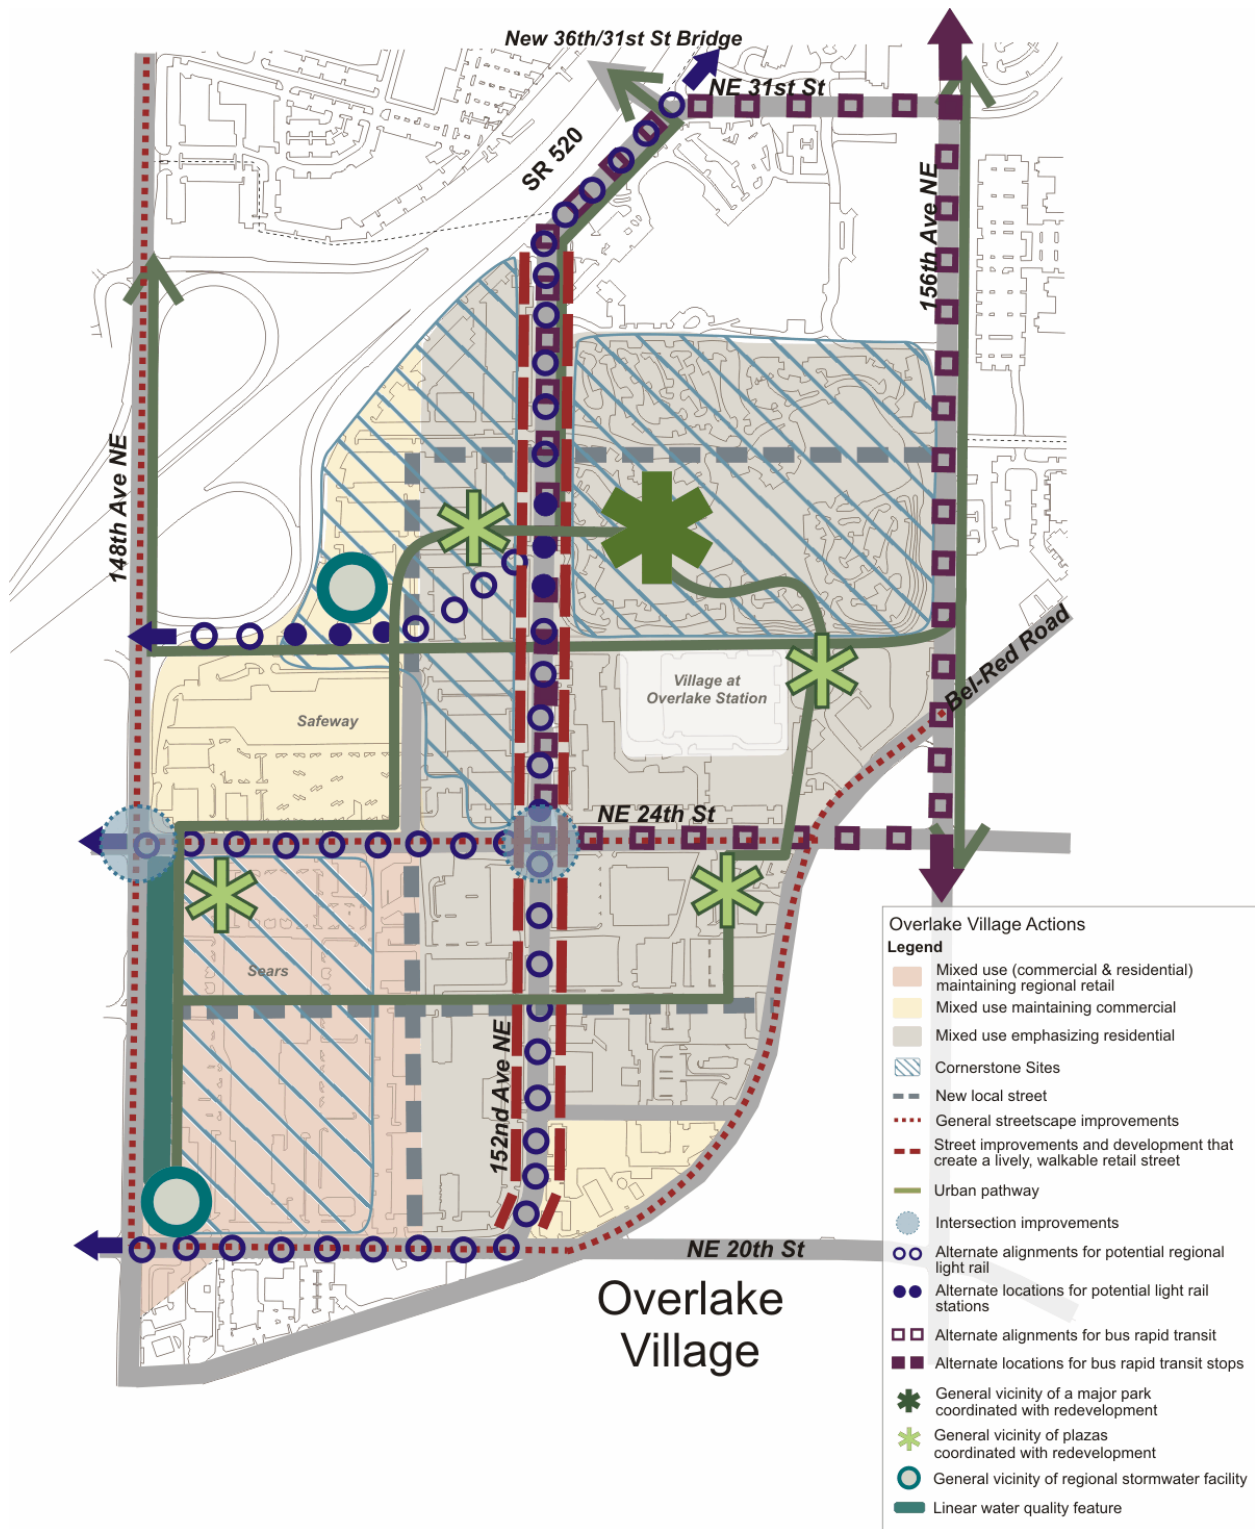 New 36th/31st St Bridge
NE 31st St
SR 520
156th Ave NE
148th Ave NE
Bel-Red Road
Village at
Overlake Station
Safeway
NE 24th St
Sears
152nd Ave NE
NE 20th St
Overlake
Village
Overlake Village Actions
Legend
Mixed use (commercial & residential)
maintaining regional retail
Mixed use maintaining commercial
Mixed use emphasizing residential
Cornerstone Sites
New local street
General streetscape improvements
Street improvements and development that
create a lively, walkable retail street
Urban pathway
Intersection improvements
Alternate alignments for potential regional
light rail
Alternate locations for potential light rail
stations
Alternate alignments for bus rapid transit
Alternate locations for bus rapid transit stops
General vicinity of a major park
coordinated with redevelopment
General vicinity of plazas
coordinated with redevelopment
General vicinity of regional stormwater facility
Linear water quality feature